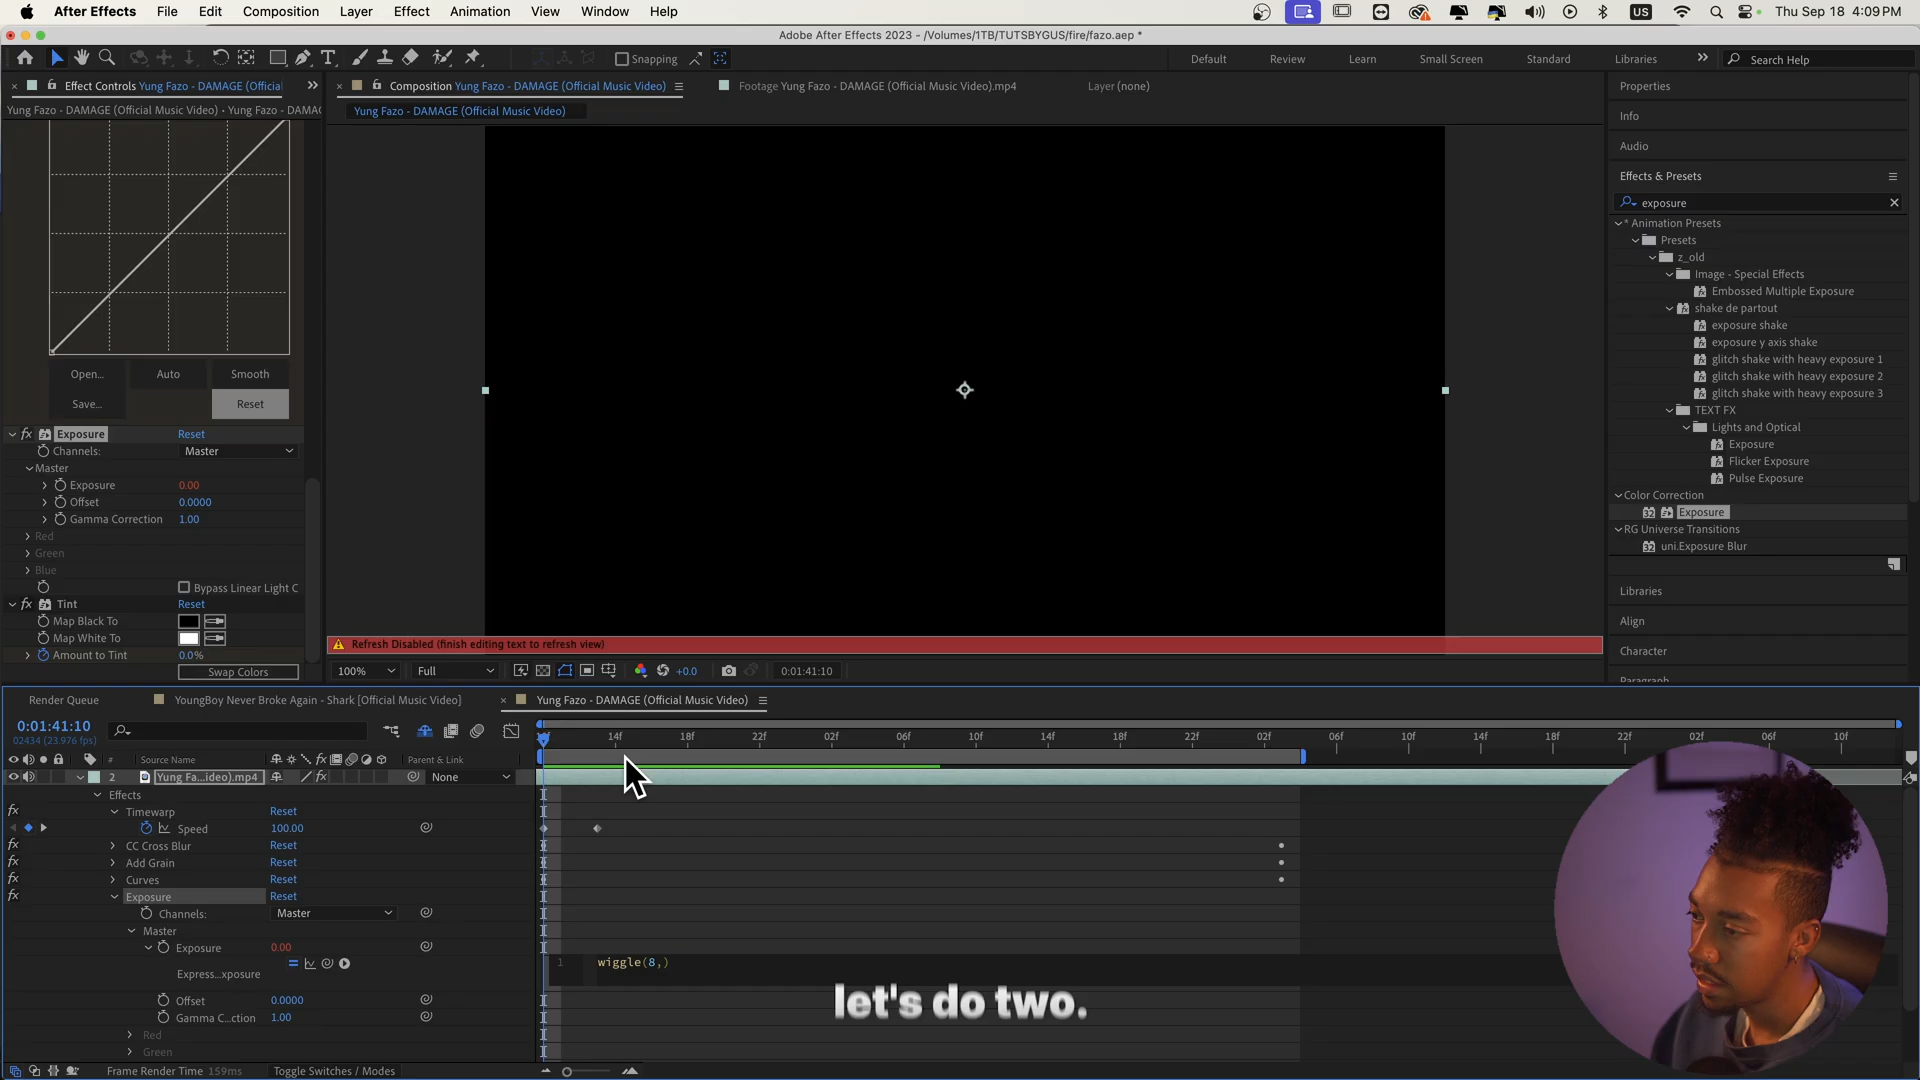 After Effects File Edit Composition Layer Effect Animation View Window Help US Thu Sep 18 4:09 PM
Adobe After Effects 2023 - /Volumes/1TB/TUTSBYGUS/fire/fazo.aep *
Snapping Default Review Learn Small Screen Standard Libraries Search Help
Effect Controls Yung Fazo - DAMAGE (Official Composition Yung Fazo - DAMAGE (Official Music Video) Footage Yung Fazo - DAMAGE (Official Music Video).mp4 Layer (none) Properties
Yung Fazo - DAMAGE (Official Music Video) • Yung Fazo - DAMAG Yung Fazo - DAMAGE (Official Music Video) Info
Audio
Effects & Presets
exposure
* Animation Presets
Presets
z_old
Image - Special Effects
Embossed Multiple Exposure
shake de partout
exposure shake
exposure y axis shake
glitch shake with heavy exposure 1
glitch shake with heavy exposure 2
glitch shake with heavy exposure 3
TEXT FX
Lights and Optical
Exposure
Flicker Exposure
Pulse Exposure
Color Correction
32 Exposure
RG Universe Transitions
32 uni.Exposure Blur
Libraries
Align
Character
Paragraph
Open... Auto Smooth
Save... Reset
fx Exposure Reset
Channels: Master
Master
Exposure 0.00
Offset 0.0000
Gamma Correction 1.00
Red
Green
Blue
Bypass Linear Light C
fx Tint Reset
Map Black To
Map White To
Amount to Tint 0.0%
Swap Colors
Refresh Disabled (finish editing text to refresh view)
100% Full +0.0 0:01:41:10
Render Queue YoungBoy Never Broke Again - Shark [Official Music Video] Yung Fazo - DAMAGE (Official Music Video)
0:01:41:10
02434 (23.976 fps)
14f 18f 22f 02f 06f 10f 14f 18f 22f 02f 06f 10f 14f 18f 22f 02f 06f 10f
# Source Name fx Parent & Link
2 Yung Fa...ideo).mp4 fx None
Effects
fx Timewarp Reset
Speed 100.00
fx CC Cross Blur Reset
fx Add Grain Reset
fx Curves Reset
fx Exposure Reset
Channels: Master
Master
Exposure 0.00
Express...xposure
1 wiggle(8,)
Offset 0.0000
Gamma C...ction 1.00
Red
Green
let's do two.
Frame Render Time 159ms Toggle Switches / Modes